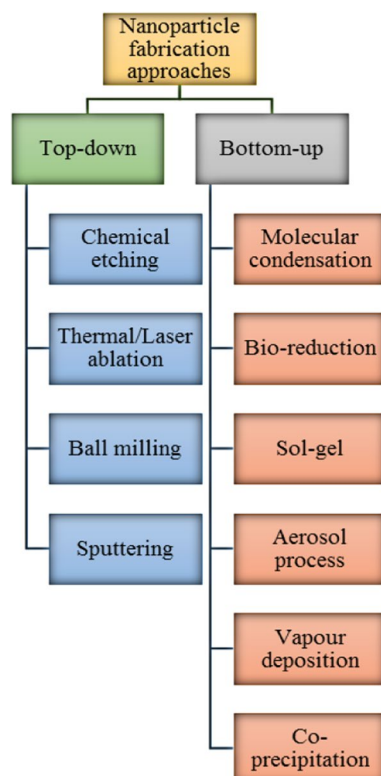 Nanoparticle
fabrication
approaches
Top-down
Bottom-up
Chemical
etching
Thermal/Laser
ablation
Ball milling
Sputtering
Molecular
condensation
Bio-reduction
Sol-gel
Aerosol
process
Vapour
deposition
Co-
precipitation